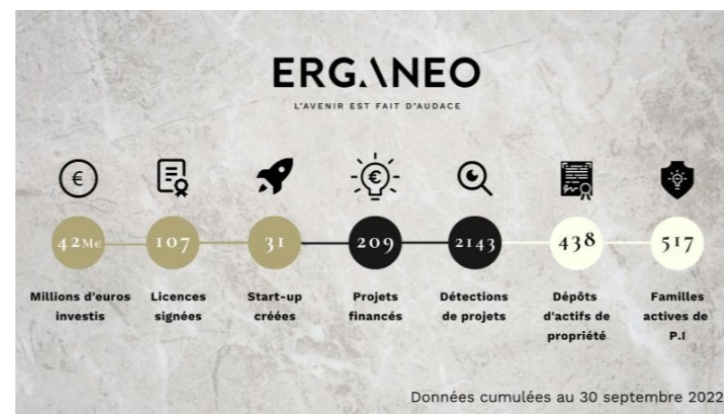 ERGANEO
L'AVENIR EST FAIT D'AUDACE
€
€
42M€
107
31
209
2143
438
517
Millions d'euros
investis
Licences
signées
Start-up
créées
Projets
financés
Détections
de projets
Dépôts
d'actifs de
propriété
Familles
actives de
P.I
Données cumulées au 30 septembre 2022